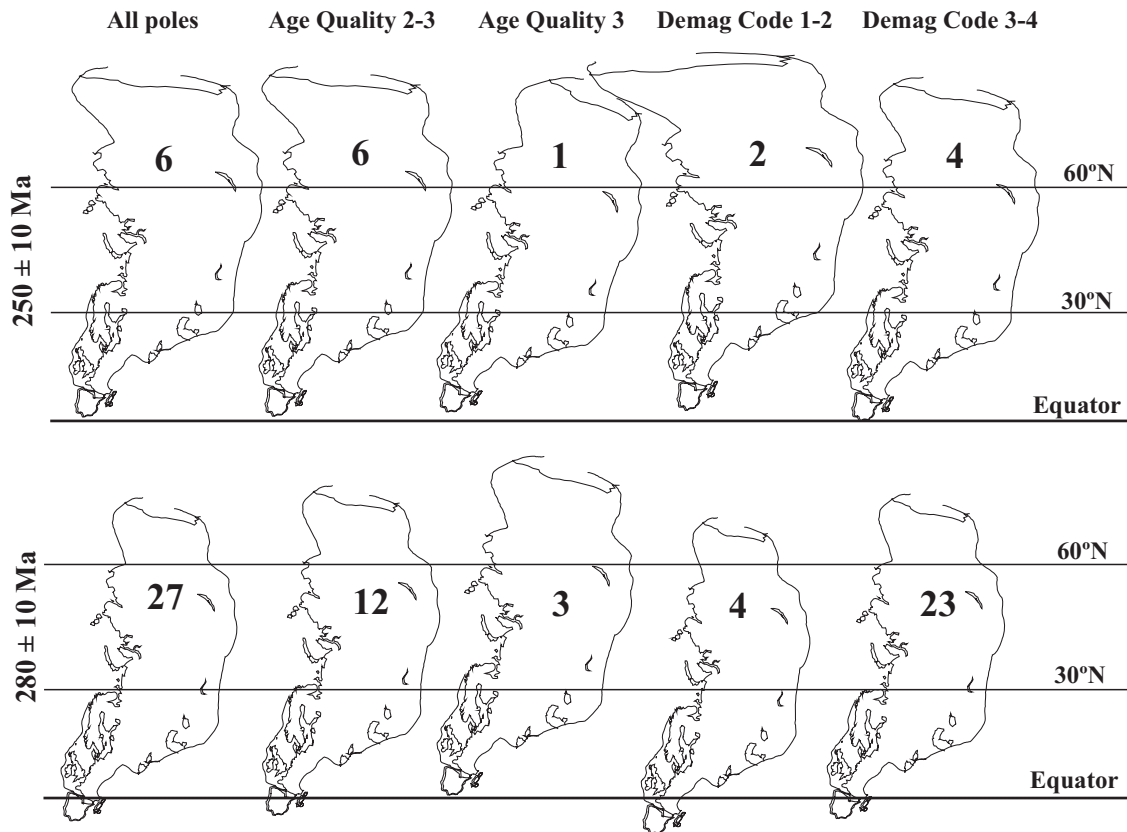 All poles Age Quality 2-3 Age Quality 3 Demag Code 1-2 Demag Code 3-4
250 ± 10 Ma
6 6 1 2 4
60ºN
30ºN
Equator
280 ± 10 Ma
60ºN
27 12 3 4 23
30ºN
Equator